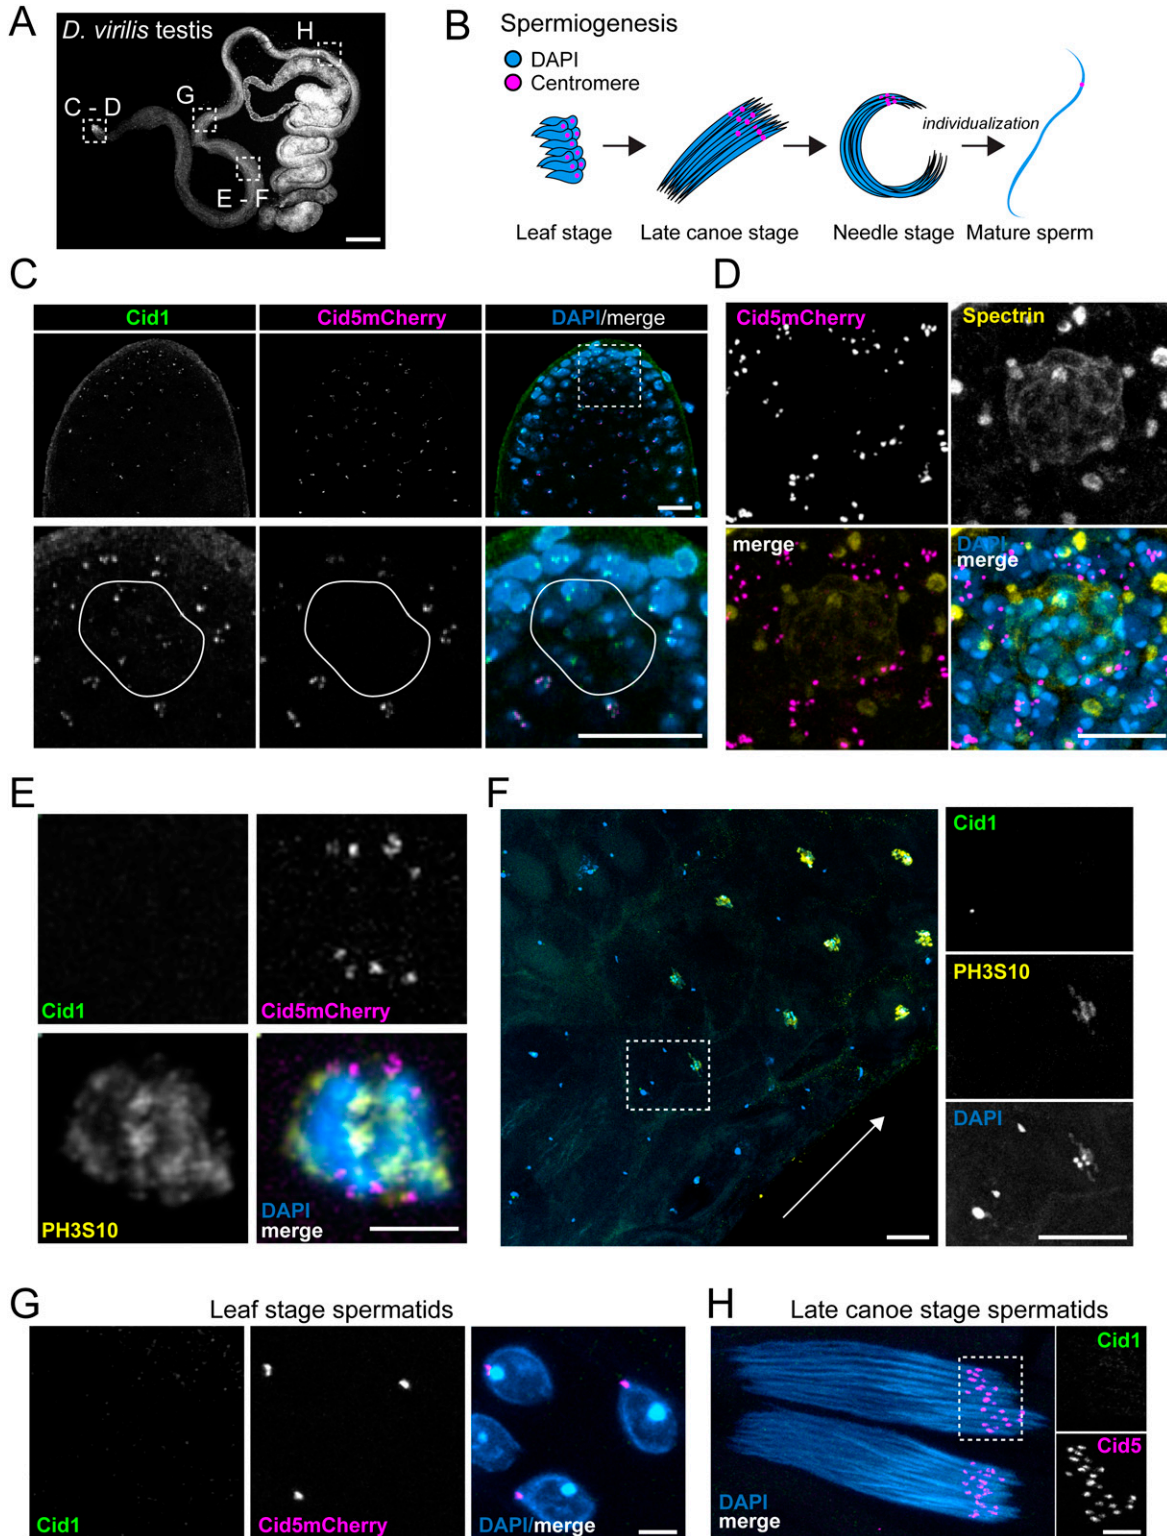 A
D. virilis testis
H
C - D
G
E - F
B
Spermiogenesis
DAPI
Centromere
individualization
Leaf stage
Late canoe stage
Needle stage
Mature sperm
C
Cid1
Cid5mCherry
DAPI/merge
D
Cid5mCherry
Spectrin
merge
DAPI
merge
E
Cid1
Cid5mCherry
PH3S10
DAPI
merge
F
Cid1
PH3S10
DAPI
G
Leaf stage spermatids
Cid1
Cid5mCherry
DAPI/merge
H
Late canoe stage spermatids
DAPI
merge
Cid1
Cid5